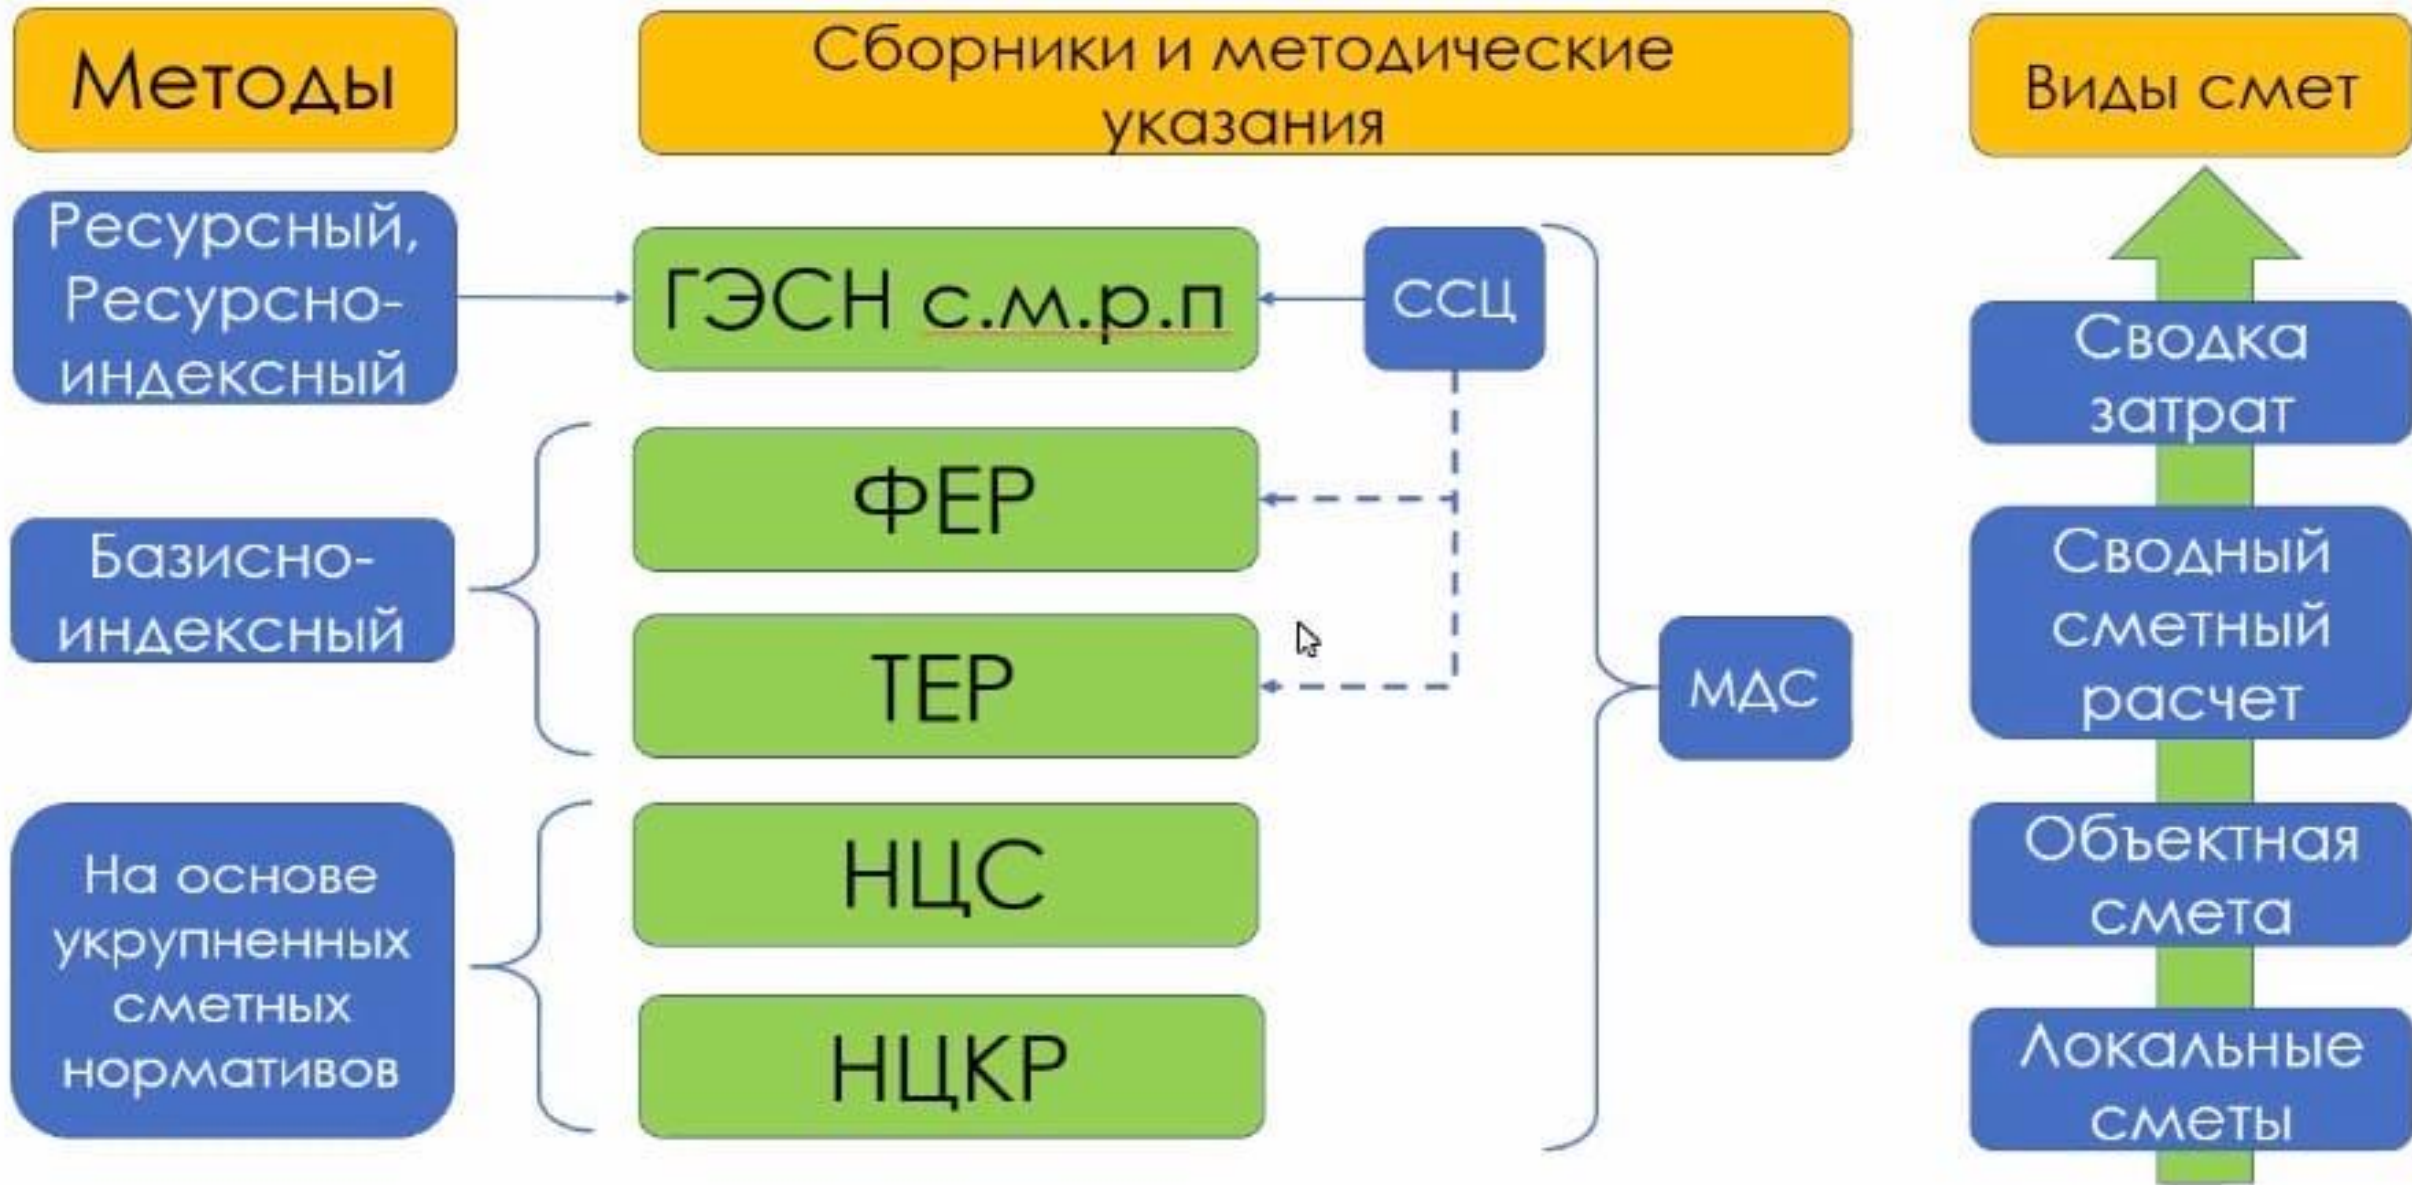 Методы
Сборники и методические
указания
Виды смет
Ресурсный,
Ресурсно-
индексный
ГЭСН с.м.р.п
ССЦ
Базисно-
индексный
ФЕР
ТЕР
На основе
укрупненных
сметных
нормативов
НЦС
НЦКР
МДС
Сводка
затрат
Сводный
сметный
расчет
Объектная
смета
Локальные
сметы